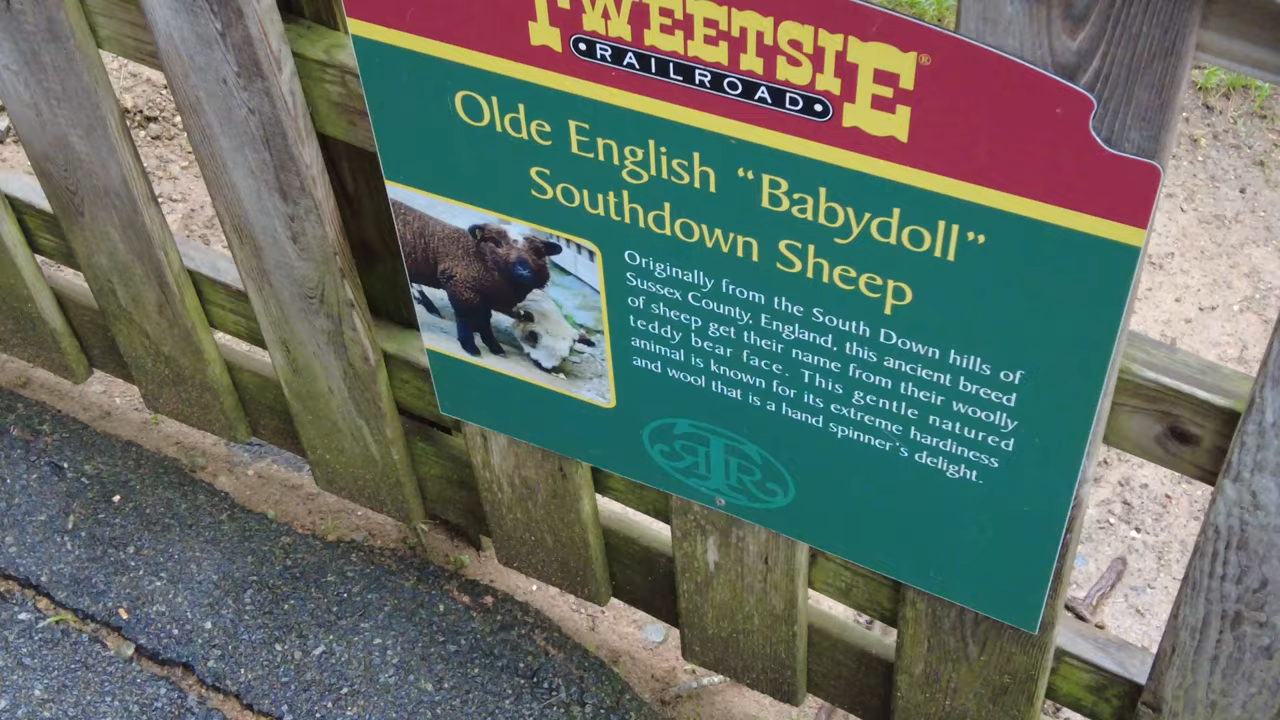 TWEETSIE®
•RAILROAD•
Olde English “Babydoll”
Southdown Sheep
Originally from the South Down hills of
Sussex County, England, this ancient breed
of sheep get their name from their woolly
teddy bear face. This gentle natured
animal is known for its extreme hardiness
and wool that is a hand spinner's delight.
RTR